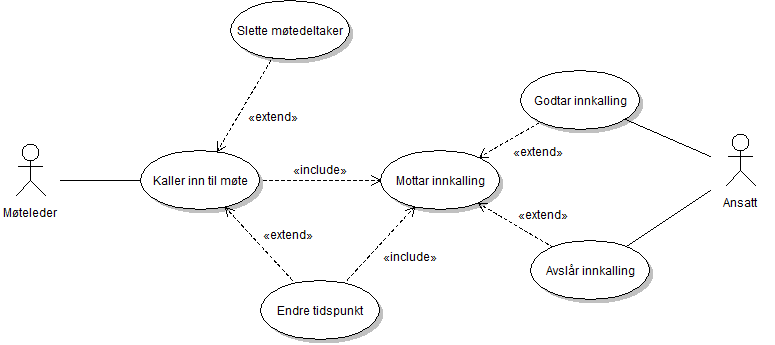 Slette møtedeltaker
Godtar innkalling
«extend»
«extend»
«include»
Kaller inn til møte
Mottar innkalling
Møteleder
Ansatt
«extend»
«extend»
«include»
Avslår innkalling
Endre tidspunkt